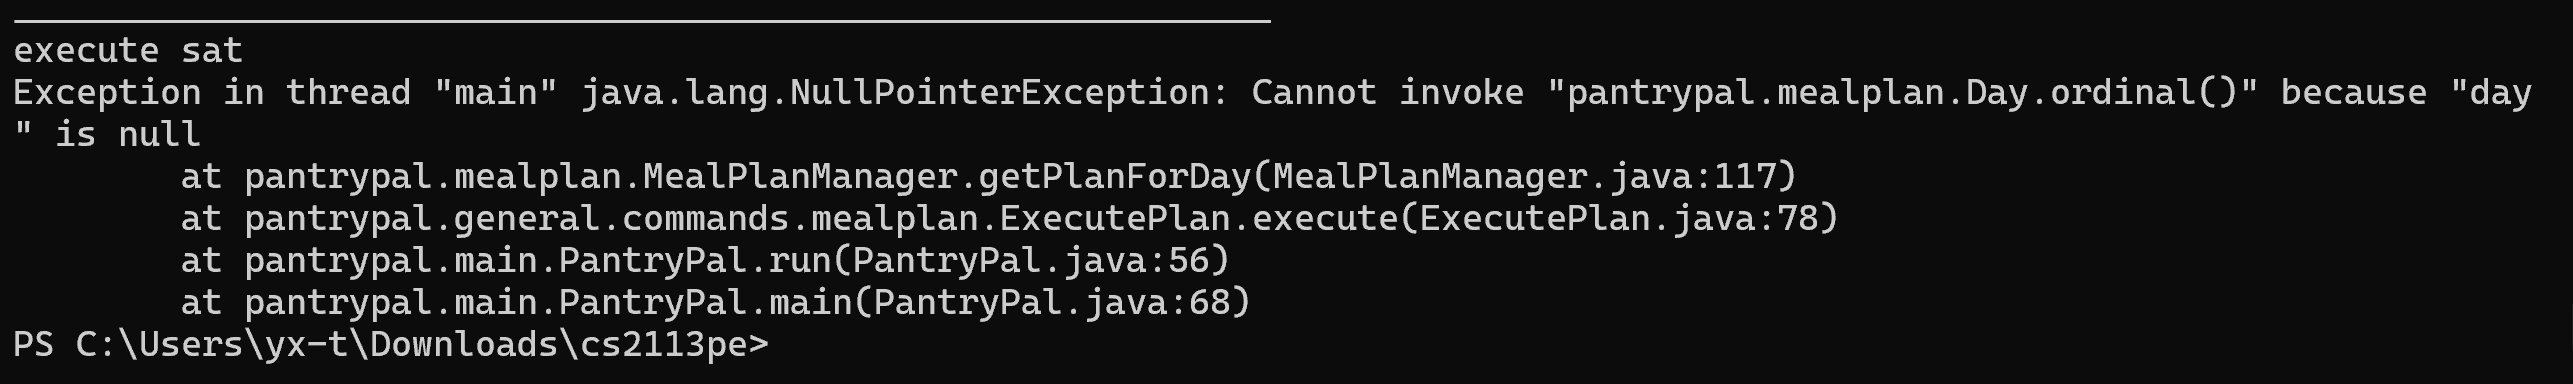 execute sat
Exception in thread "main" java.lang.NullPointerException: Cannot invoke "pantrypal.mealplan.Day.ordinal()" because "day
" is null
        at pantrypal.mealplan.MealPlanManager.getPlanForDay(MealPlanManager.java:117)
        at pantrypal.general.commands.mealplan.ExecutePlan.execute(ExecutePlan.java:78)
        at pantrypal.main.PantryPal.run(PantryPal.java:56)
        at pantrypal.main.PantryPal.main(PantryPal.java:68)
PS C:\Users\yx-t\Downloads\cs2113pe>